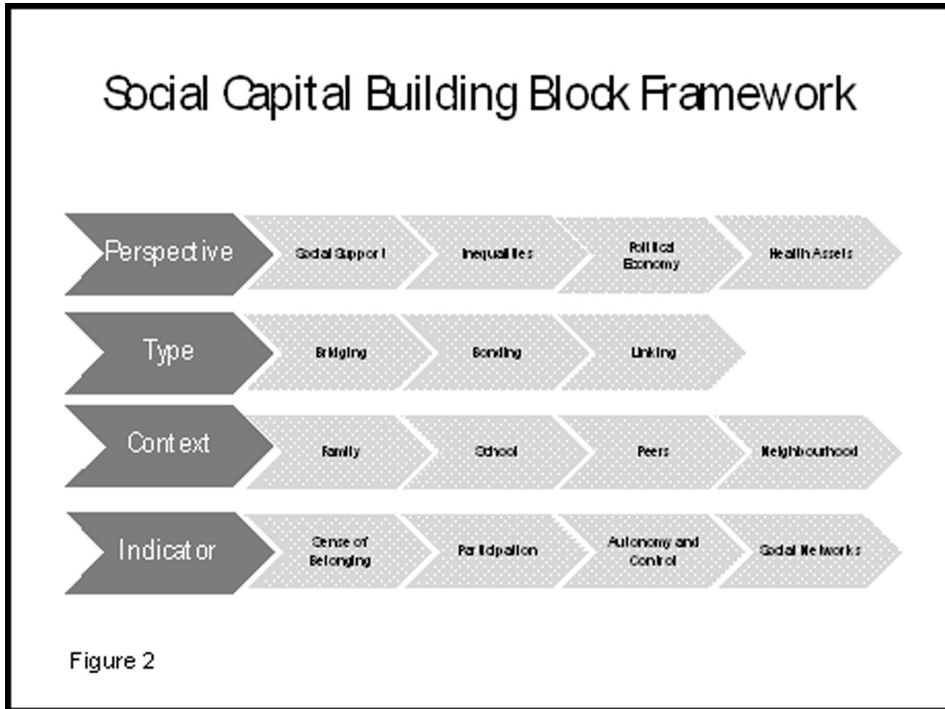 Social Capital Building Block Framework
Perspective
Social Support
Inequalities
Political
Economy
Health Assets
Type
Bridging
Bonding
Linking
Context
Family
School
Peers
Neighbourhood
Indicator
Sense of
Belonging
Participation
Autonomy and
Control
Social Networks
Figure 2